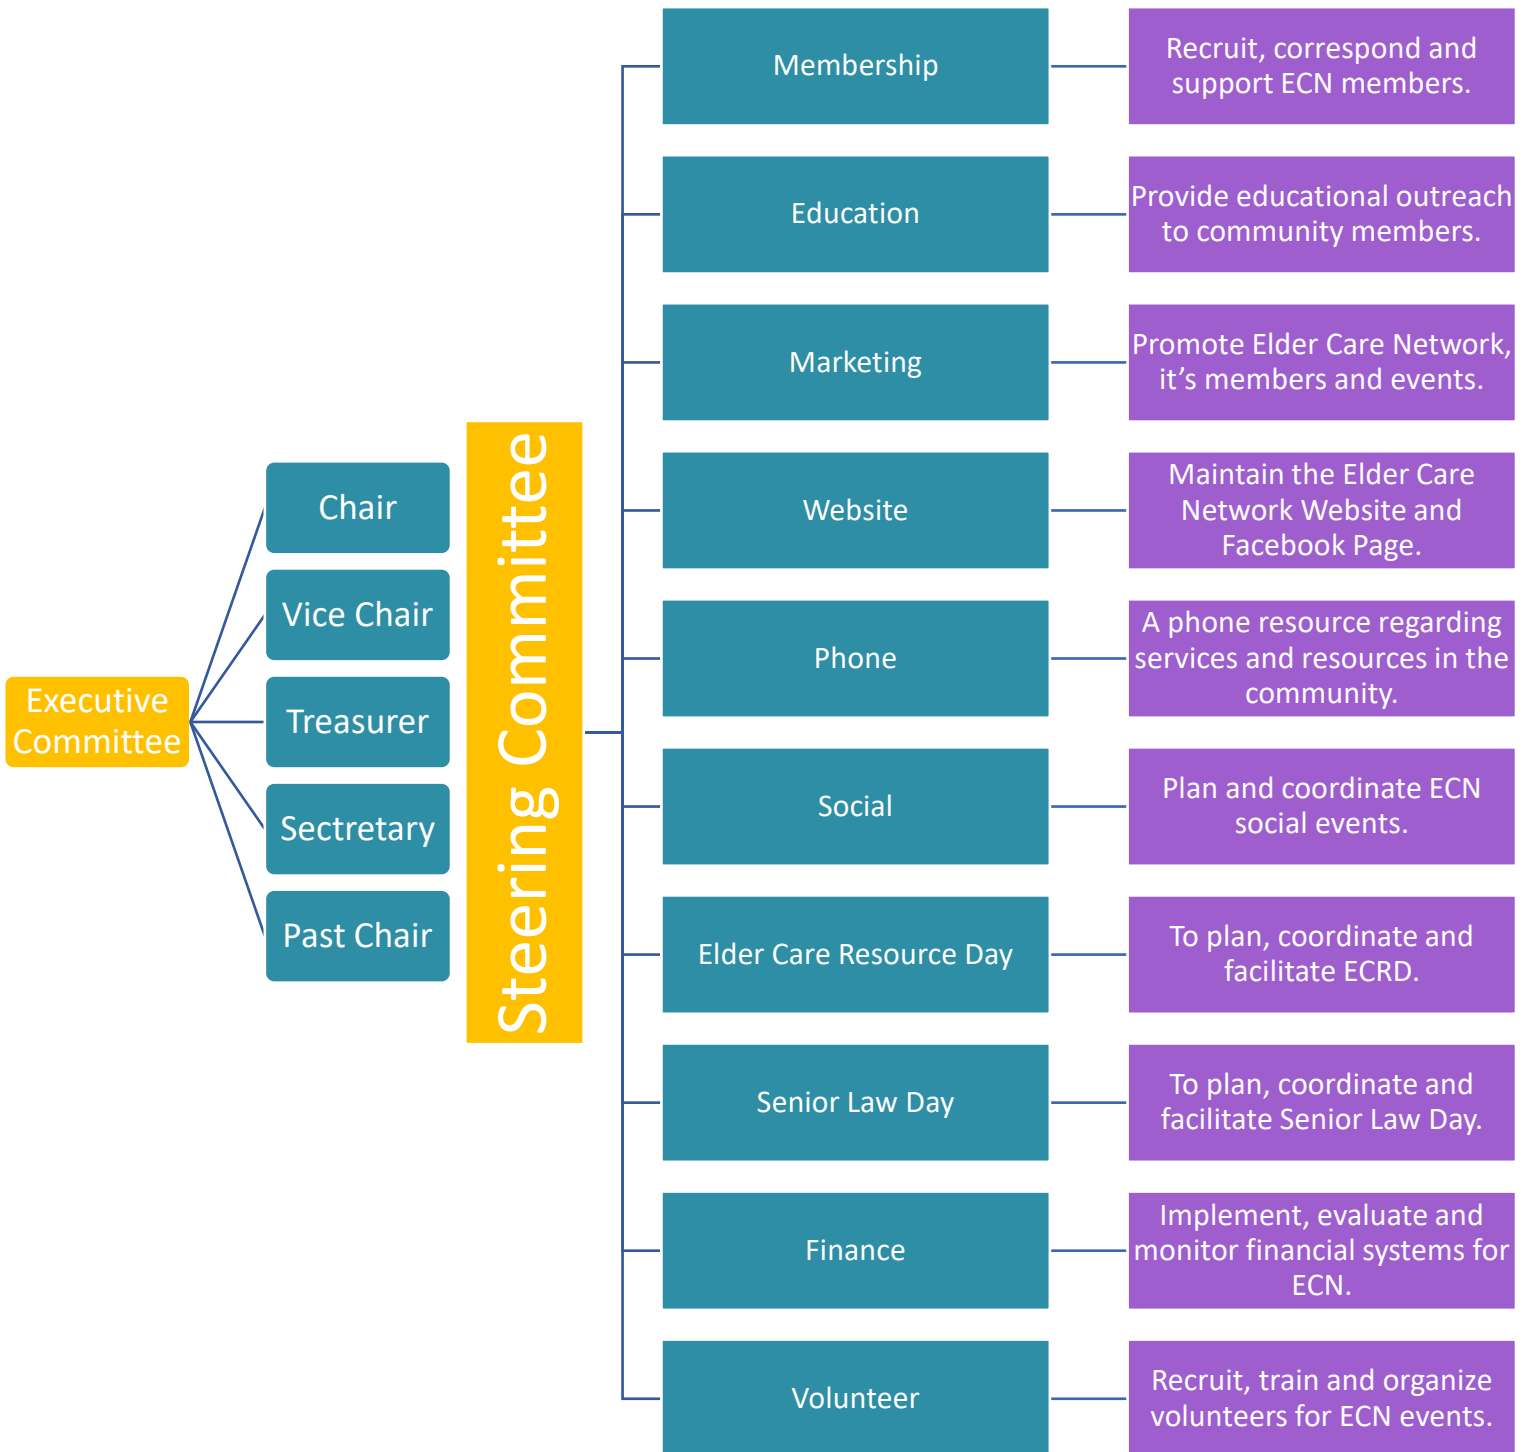 Executive
Committee
Chair
Vice Chair
Treasurer
Sectretary
Past Chair
Steering Committee
Membership
Recruit, correspond and
support ECN members.
Education
Provide educational outreach
to community members.
Marketing
Promote Elder Care Network,
it’s members and events.
Website
Maintain the Elder Care
Network Website and
Facebook Page.
Phone
A phone resource regarding
services and resources in the
community.
Social
Plan and coordinate ECN
social events.
Elder Care Resource Day
To plan, coordinate and
facilitate ECRD.
Senior Law Day
To plan, coordinate and
facilitate Senior Law Day.
Finance
Implement, evaluate and
monitor financial systems for
ECN.
Volunteer
Recruit, train and organize
volunteers for ECN events.